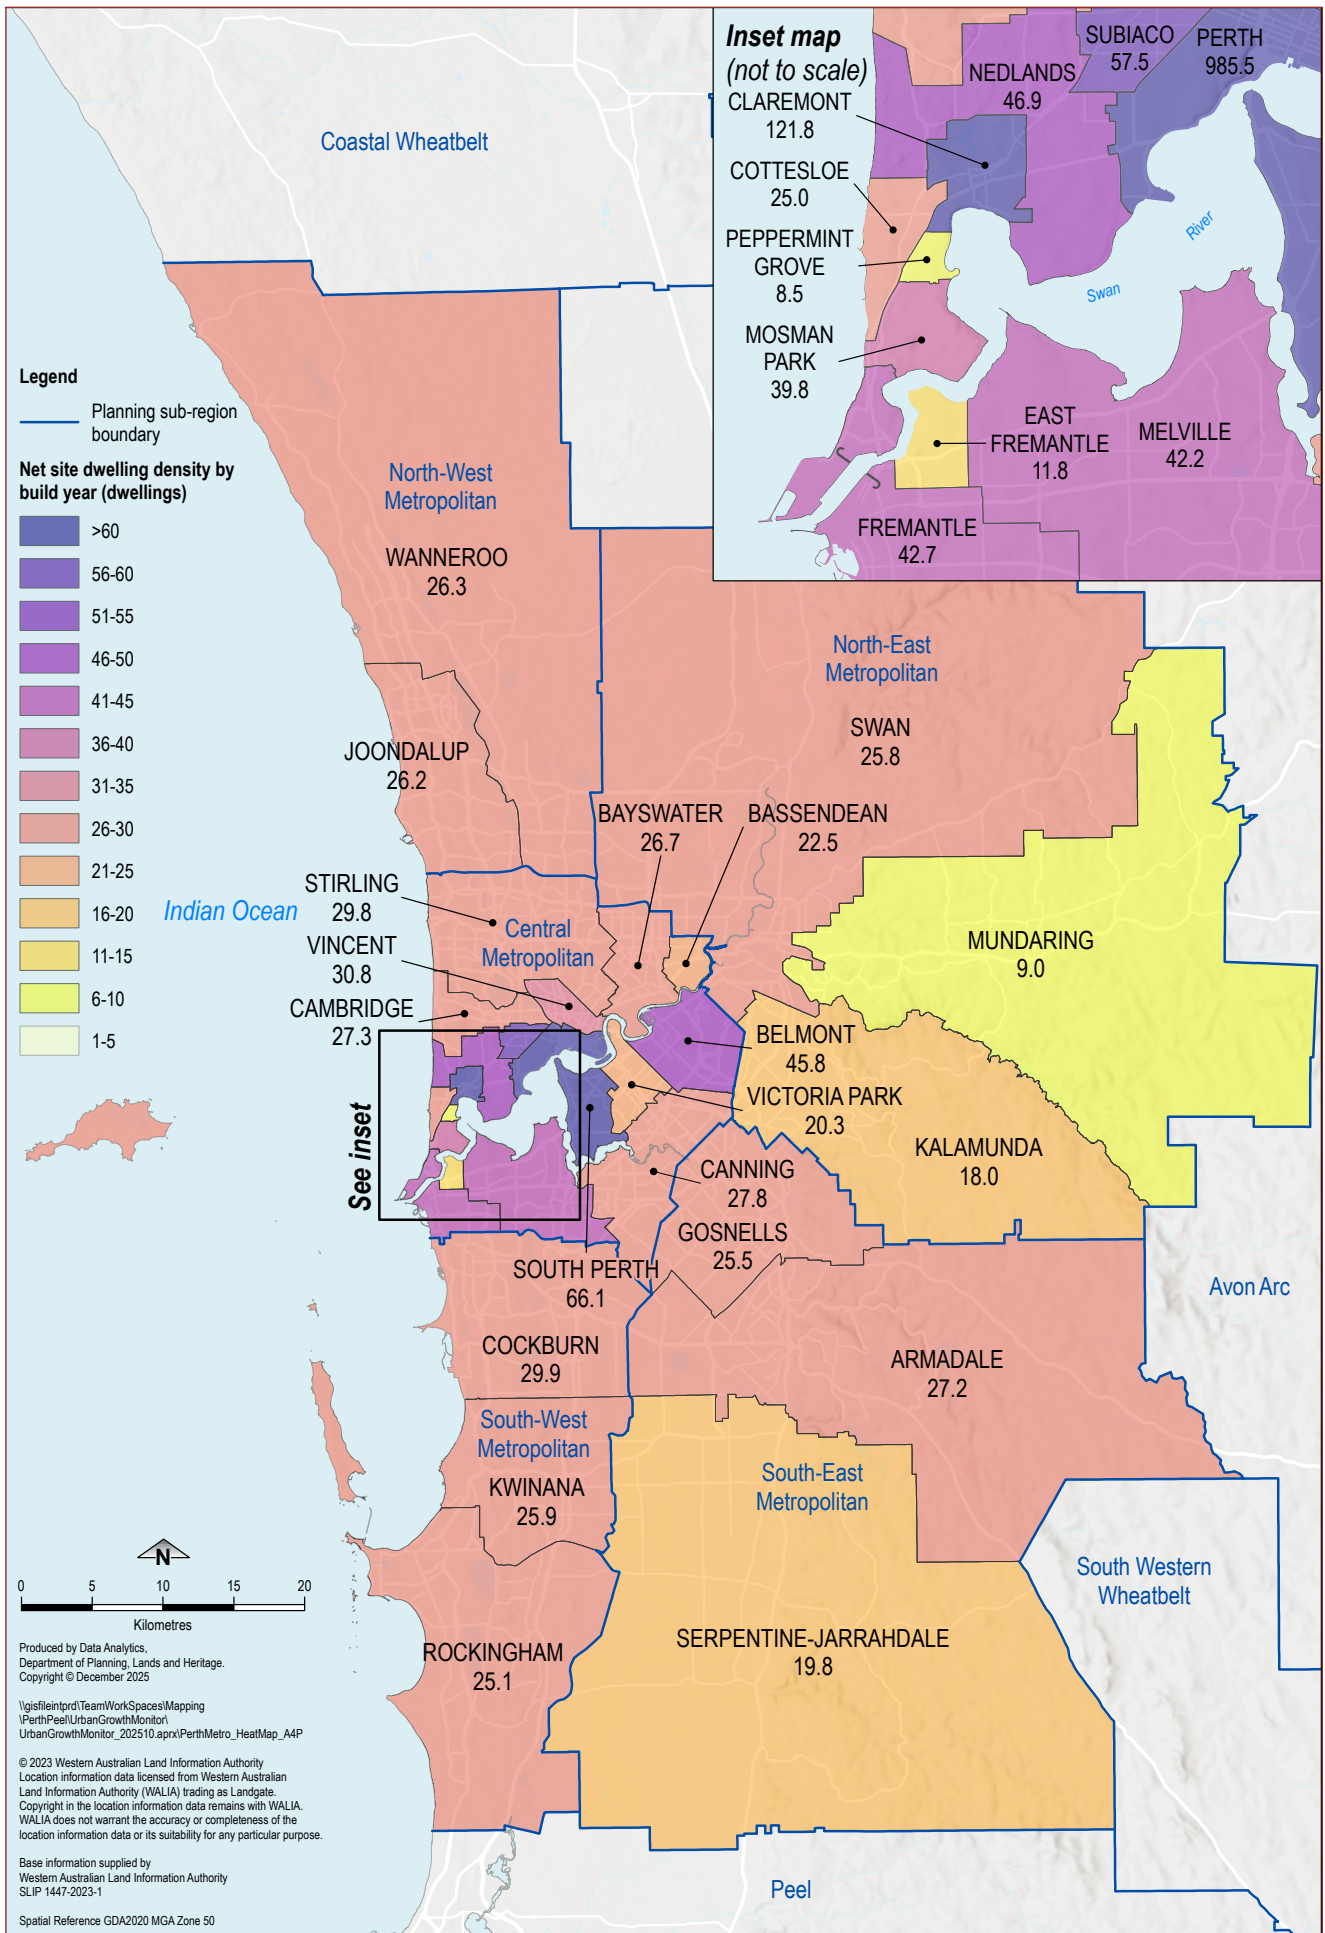 Inset map
(not to scale)
SUBIACO
57.5
PERTH
985.5
NEDLANDS
46.9
CLAREMONT
121.8
COTTESLOE
25.0
PEPPERMINT
GROVE
8.5
MOSMAN
PARK
39.8
River
Swan
EAST
FREMANTLE
11.8
MELVILLE
42.2
FREMANTLE
42.7
Coastal Wheatbelt
Legend
Planning sub-region
boundary
Net site dwelling density by
build year (dwellings)
>60
56-60
51-55
46-50
41-45
36-40
31-35
26-30
21-25
16-20
11-15
6-10
1-5
North-West
Metropolitan
WANNEROO
26.3
North-East
Metropolitan
SWAN
25.8
JOONDALUP
26.2
BAYSWATER
26.7
BASSENDEAN
22.5
Indian Ocean
STIRLING
29.8
Central
Metropolitan
VINCENT
30.8
CAMBRIDGE
27.3
MUNDARING
9.0
BELMONT
45.8
VICTORIA PARK
20.3
KALAMUNDA
18.0
See inset
CANNING
27.8
GOSNELLS
25.5
SOUTH PERTH
66.1
Avon Arc
COCKBURN
29.9
ARMADALE
27.2
South-West
Metropolitan
KWINANA
25.9
South-East
Metropolitan
South Western
Wheatbelt
ROCKINGHAM
25.1
SERPENTINE-JARRAHDALE
19.8
Peel
N
0 5 10 15 20
Kilometres
Produced by Data Analytics,
Department of Planning, Lands and Heritage.
Copyright © December 2025
\\gisfileintprd\TeamWorkSpaces\Mapping
\PerthPeel\UrbanGrowthMonitor\
UrbanGrowthMonitor_202510.aprx\PerthMetro_HeatMap_A4P
© 2023 Western Australian Land Information Authority
Location information data licensed from Western Australian
Land Information Authority (WALIA) trading as Landgate.
Copyright in the location information data remains with WALIA.
WALIA does not warrant the accuracy or completeness of the
location information data or its suitability for any particular purpose.
Base information supplied by
Western Australian Land Information Authority
SLIP 1447-2023-1
Spatial Reference GDA2020 MGA Zone 50